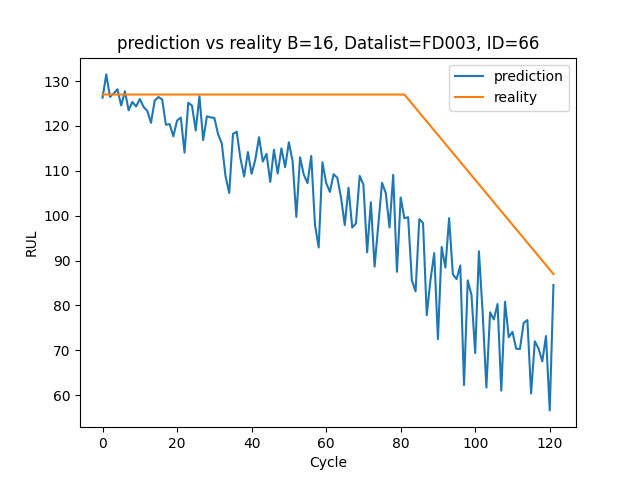 prediction vs reality B=16, Datalist=FD003, ID=66
prediction
reality
RUL
130
120
110
100
90
80
70
60
0 20 40 60 80 100 120
Cycle